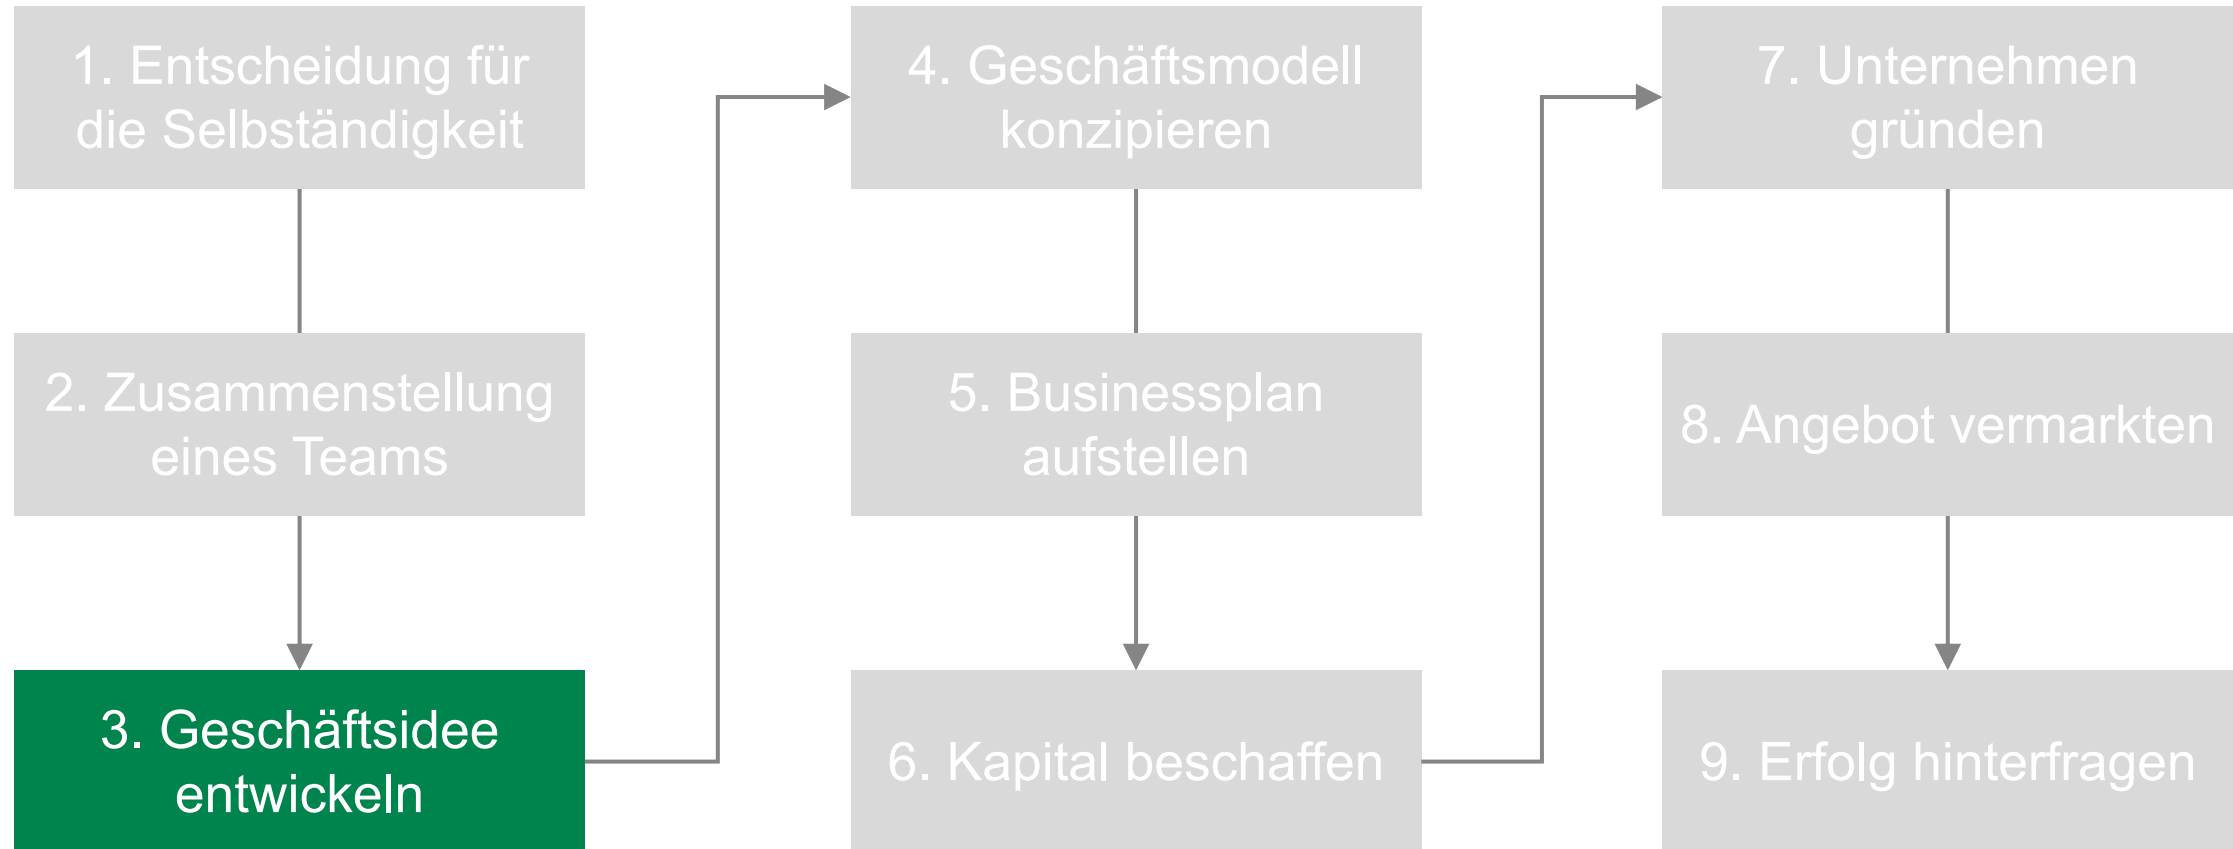 1. Entscheidung für
die Selbständigkeit
2. Zusammenstellung
eines Teams
3. Geschäftsidee
entwickeln
4. Geschäftsmodell
konzipieren
5. Businessplan
aufstellen
6. Kapital beschaffen
7. Unternehmen
gründen
8. Angebot vermarkten
9. Erfolg hinterfragen